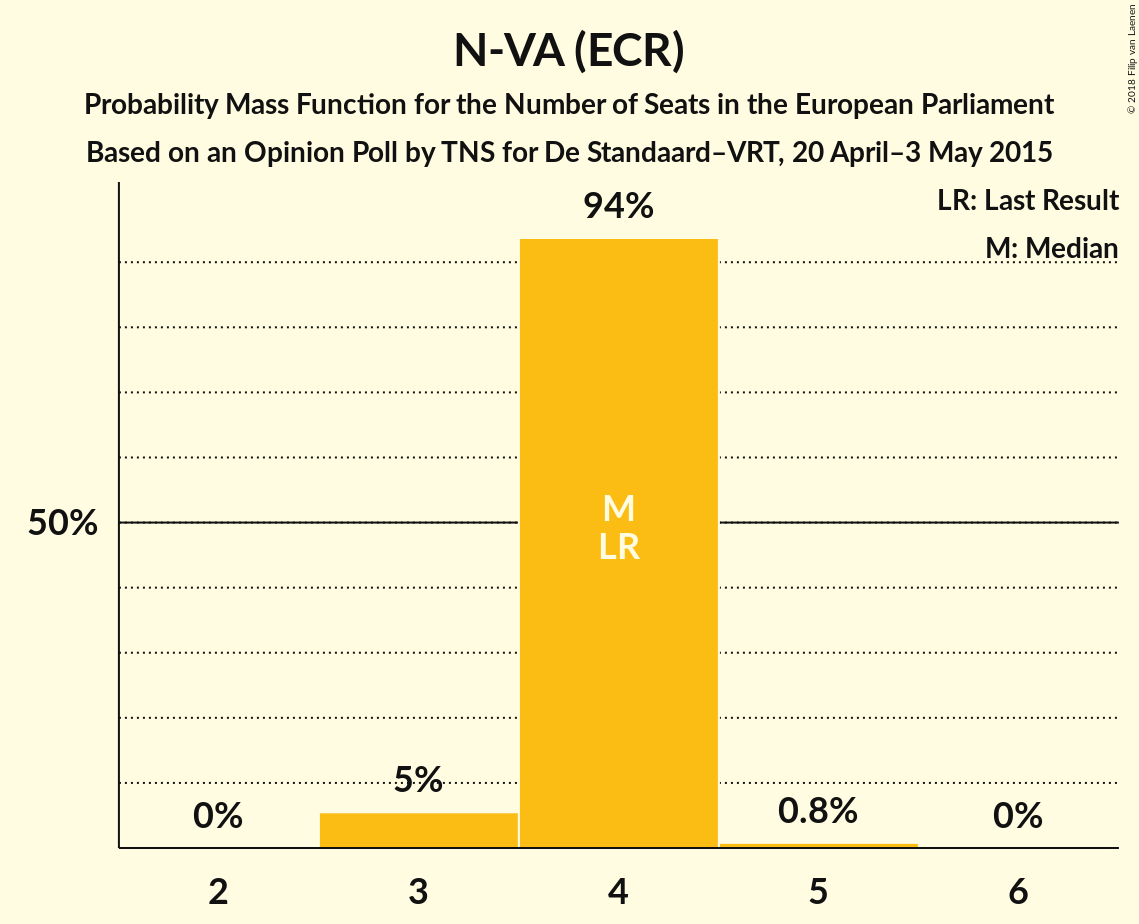 N-VA (ECR)
Probability Mass Function for the Number of Seats in the European Parliament
Based on an Opinion Poll by TNS for De Standaard–VRT, 20 April–3 May 2015
© 2018 Filip van Laenen
LR: Last Result
M: Median
94%
50%
M
LR
5%
0%
0.8%
0%
2 3 4 5 6